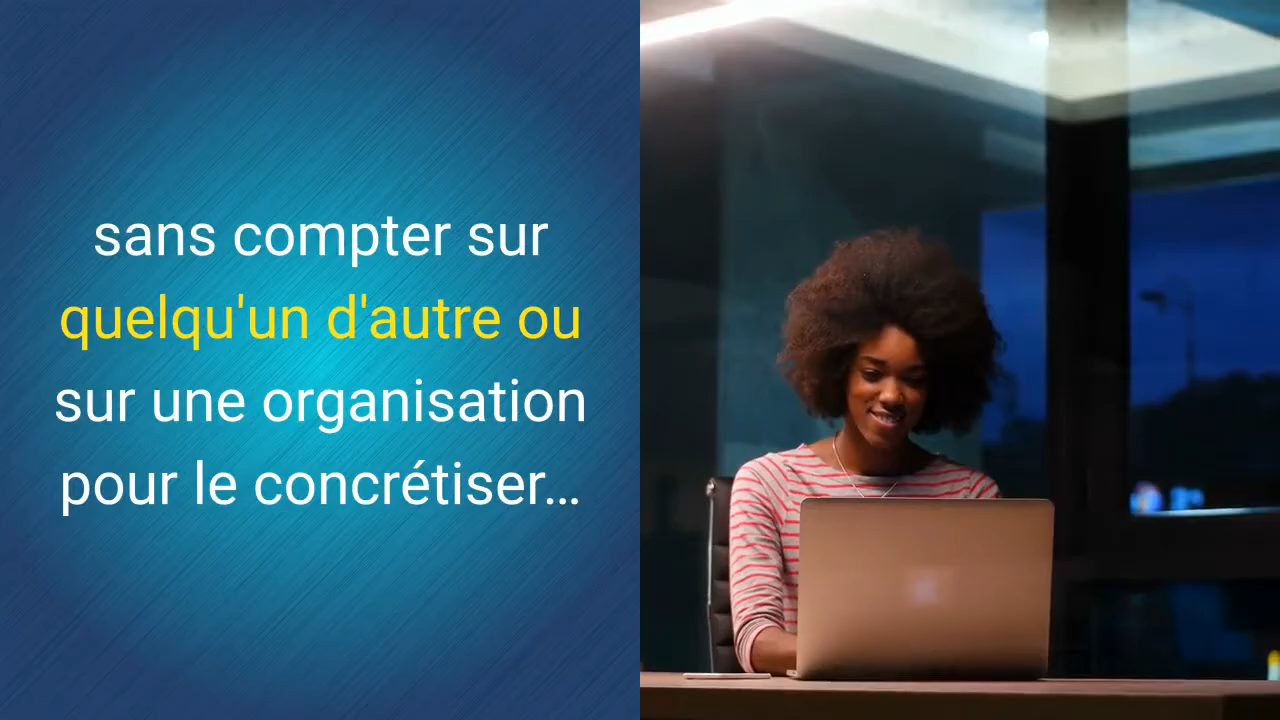 sans compter sur
quelqu'un d'autre ou
sur une organisation
pour le concrétiser...